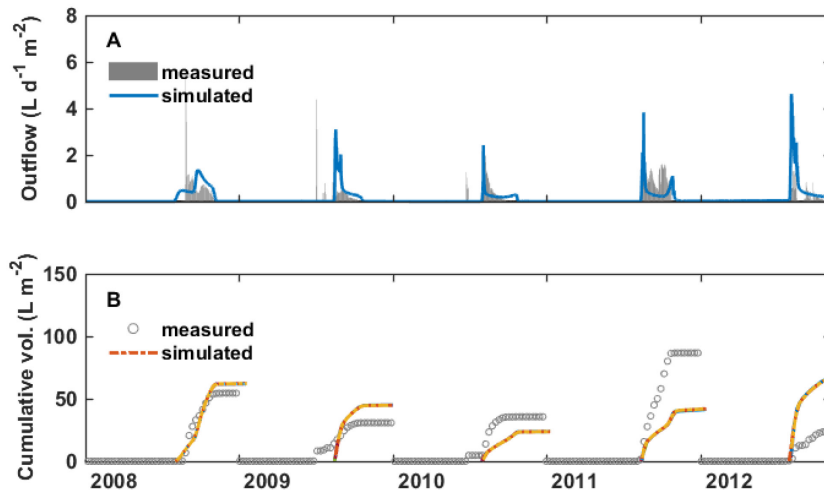 8
6
4
2
0
Outflow (L d⁻¹ m⁻²)
A
measured
simulated
150
100
50
0
Cumulative vol. (L m⁻²)
B
measured
simulated
2008 2009 2010 2011 2012